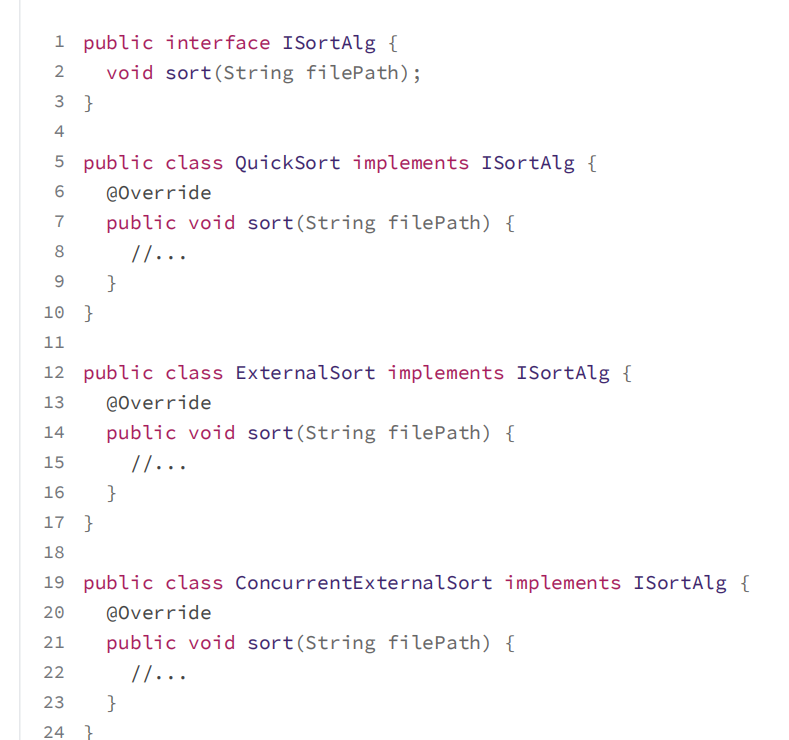 1 public interface ISortAlg {
2   void sort(String filePath);
3 }
4
5 public class QuickSort implements ISortAlg {
6   @Override
7   public void sort(String filePath) {
8     //...
9   }
10 }
11
12 public class ExternalSort implements ISortAlg {
13   @Override
14   public void sort(String filePath) {
15     //...
16   }
17 }
18
19 public class ConcurrentExternalSort implements ISortAlg {
20   @Override
21   public void sort(String filePath) {
22     //...
23   }
24 }